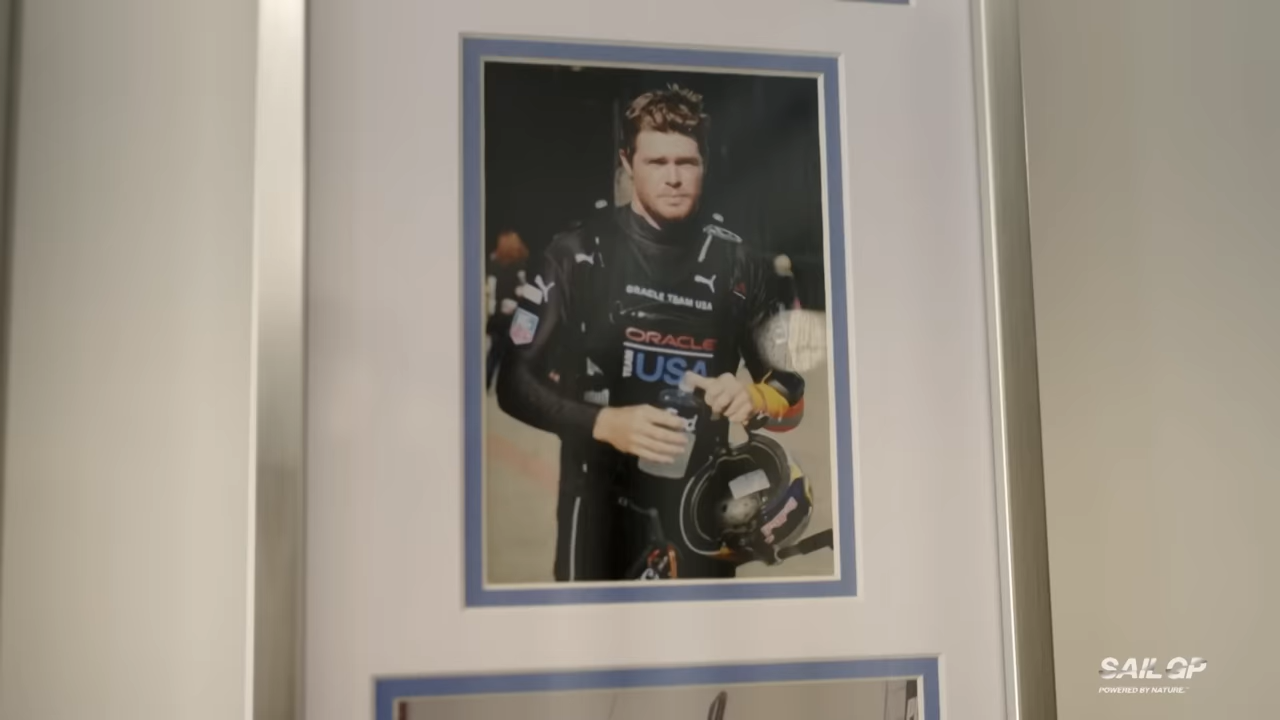 ORACLE TEAM USA
ORACLE
TEAM USA
SAIL GP
POWERED BY NATURE